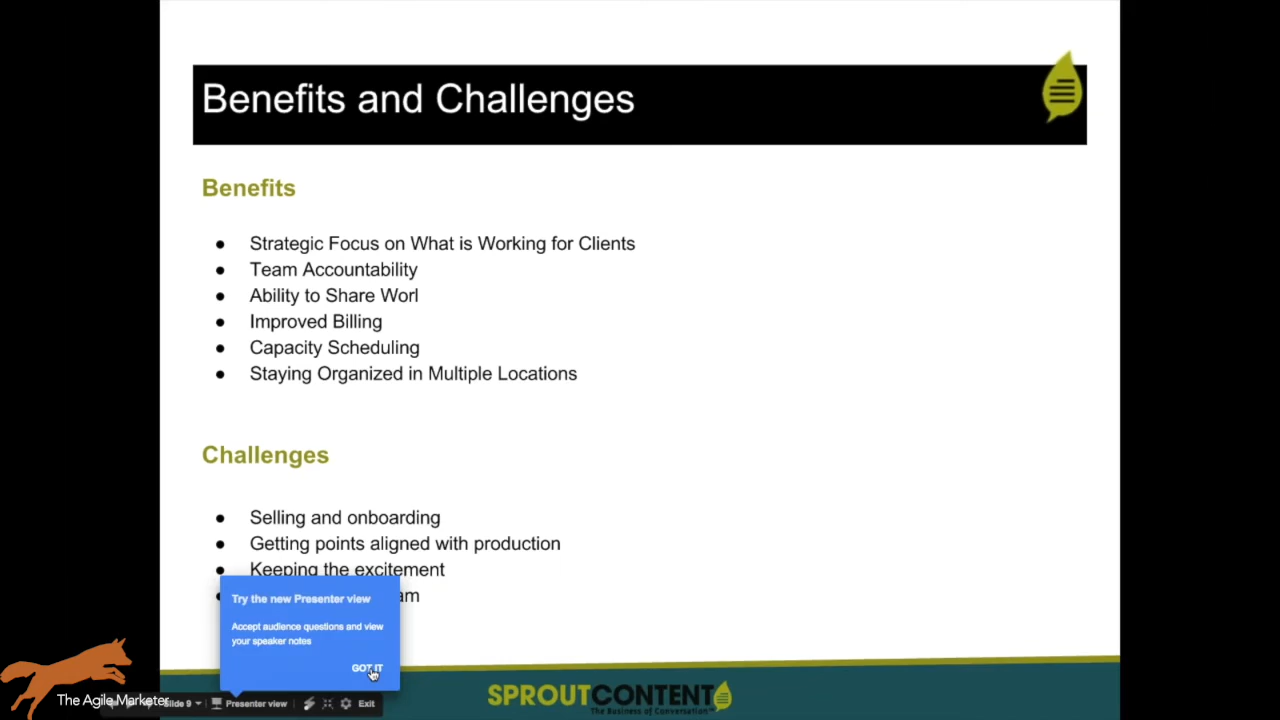 Benefits and Challenges
Benefits
● Strategic Focus on What is Working for Clients
● Team Accountability
● Ability to Share Worl
● Improved Billing
● Capacity Scheduling
● Staying Organized in Multiple Locations
Challenges
● Selling and onboarding
● Getting points aligned with production
● Keeping the excitement
am
Try the new Presenter view
Accept audience questions and view
your speaker notes
GOT IT
SPROUTCONTENT
The Business of Conversation™
The Agile Marketer
Slide 9
Presenter view
Exit